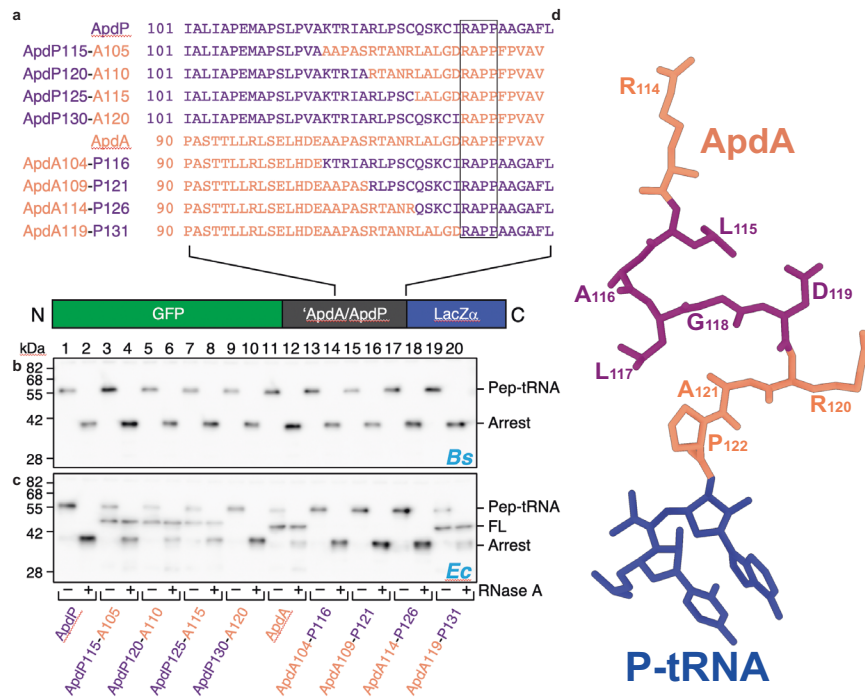 a
ApdP 101 IALIAPEMAPSLPVAKTRIARLPSCQSKCIRAPPAAGAFL
ApdP115-A105 101 IALIAPEMAPSLPVAAAPASRTANRLALGDRAPPFPVAV
ApdP120-A110 101 IALIAPEMAPSLPVAKTRIARTANRLALGDRAPPFPVAV
ApdP125-A115 101 IALIAPEMAPSLPVAKTRIARLPSCLALGDRAPPFPVAV
ApdP130-A120 101 IALIAPEMAPSLPVAKTRIARLPSCQSKCIRAPPFPVAV
ApdA 90 PASTTLLRLSELHDEAAPASRTANRLALGDRAPPFPVAV
ApdA104-P116 90 PASTTLLRLSELHDEKTRIARLPSCQSKCIRAPPAAGAFL
ApdA109-P121 90 PASTTLLRLSELHDEAAPASRLPSCQSKCIRAPPAAGAFL
ApdA114-P126 90 PASTTLLRLSELHDEAAPASRTANRQSKCIRAPPAAGAFL
ApdA119-P131 90 PASTTLLRLSELHDEAAPASRTANRLALGDRAPPAAGAFL
N GFP 'ApdA/ApdP LacZα C
kDa 1 2 3 4 5 6 7 8 9 10 11 12 13 14 15 16 17 18 19 20
b
82
68
55
42
28
Pep-tRNA
Arrest
Bs
c
82
68
55
42
28
Pep-tRNA
FL
Arrest
Ec
− + − + − + − + − + − + − + − + − + − + RNase A
ApdP
ApdP115-A105
ApdP120-A110
ApdP125-A115
ApdP130-A120
ApdA
ApdA104-P116
ApdA109-P121
ApdA114-P126
ApdA119-P131
d
R114
ApdA
L115
A116
D119
G118
L117
A121
R120
P122
P-tRNA